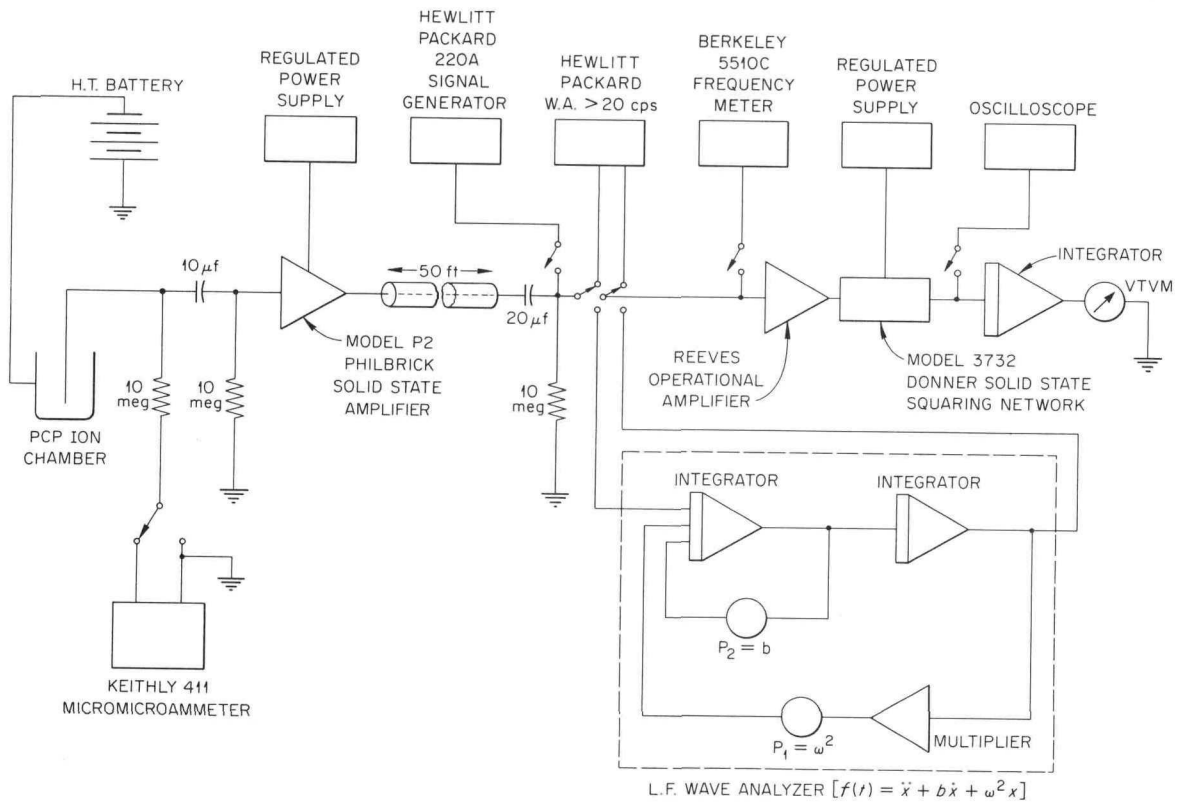 H.T. BATTERY
REGULATED
POWER
SUPPLY
HEWLITT
PACKARD
220A
SIGNAL
GENERATOR
HEWLITT
PACKARD
W.A. > 20 cps
BERKELEY
5510C
FREQUENCY
METER
REGULATED
POWER
SUPPLY
OSCILLOSCOPE
10 μf
50 ft
20 μf
INTEGRATOR
VTVM
MODEL P2
PHILBRICK
SOLID STATE
AMPLIFIER
REEVES
OPERATIONAL
AMPLIFIER
MODEL 3732
DONNER SOLID STATE
SQUARING NETWORK
10
meg
10
meg
10
meg
PCP ION
CHAMBER
INTEGRATOR
INTEGRATOR
P₂ = b
KEITHLY 411
MICROMICROAMMETER
P₁ = ω²
MULTIPLIER
L.F. WAVE ANALYZER [f(t) = ẍ + bẋ + ω²x]